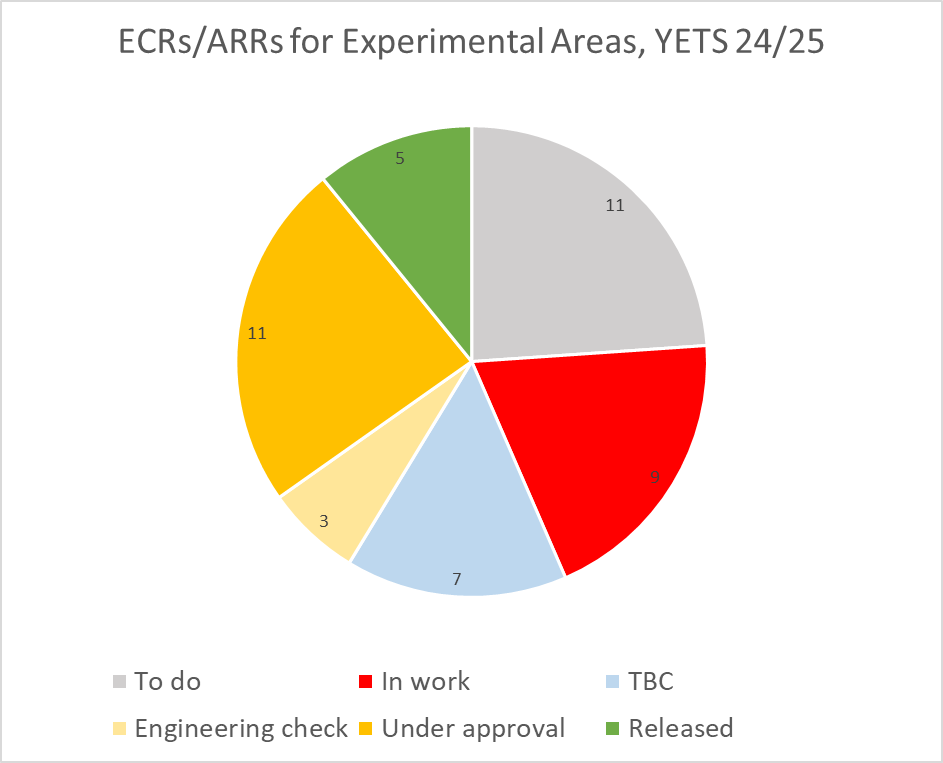 ECRs/ARRs for Experimental Areas, YETS 24/25
5
11
11
9
3
7
To do In work TBC
Engineering check Under approval Released